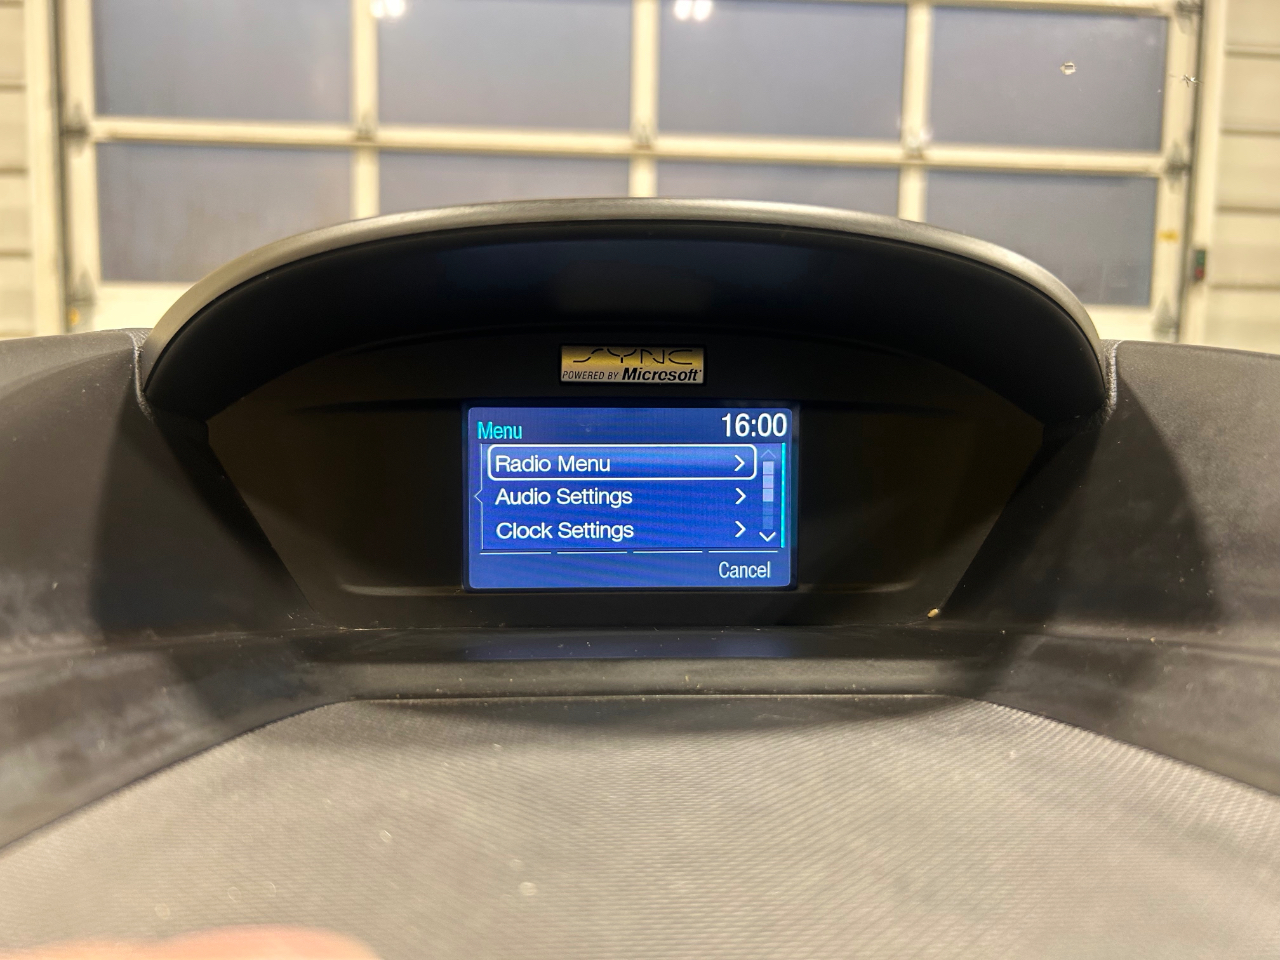 SYNC
POWERED BY Microsoft
Menu 16:00
Radio Menu
Audio Settings
Clock Settings
Cancel